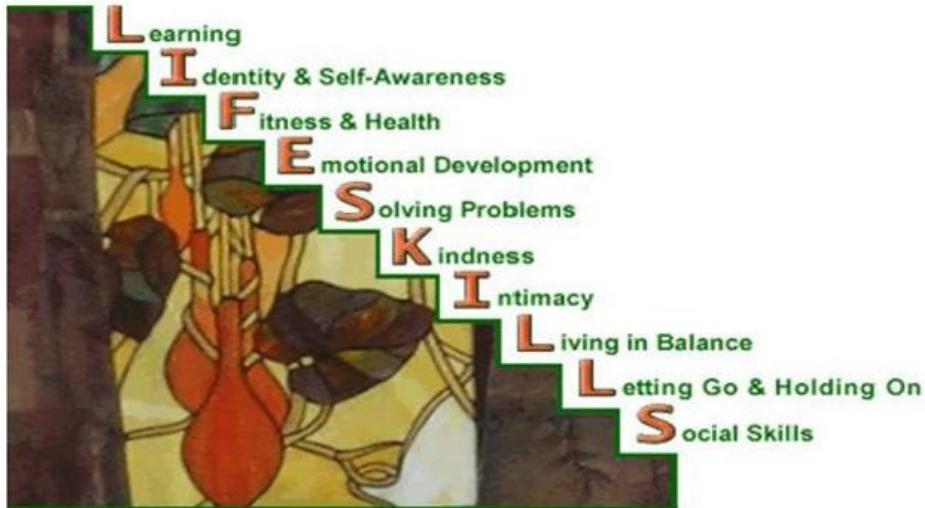 Learning
Identity & Self-Awareness
Fitness & Health
Emotional Development
Solving Problems
Kindness
Intimacy
Living in Balance
Letting Go & Holding On
Social Skills